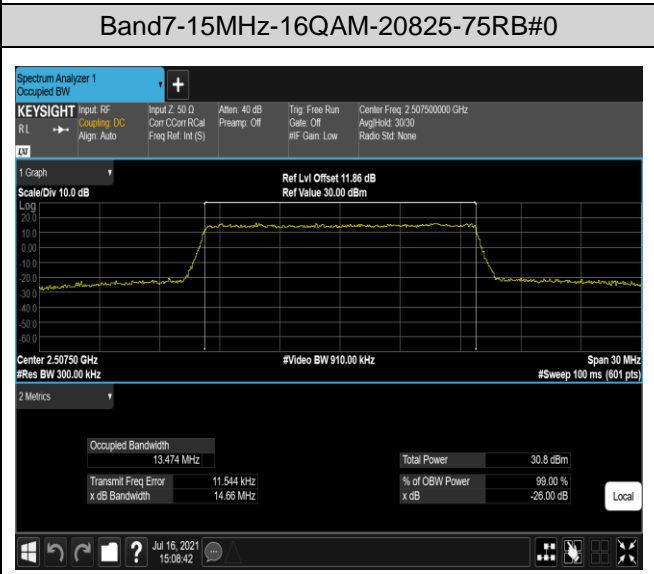 Band7-15MHz-16QAM-20825-75RB#0
Spectrum Analyzer 1
Occupied BW
+
KEYSIGHT
RL
LXI
Input: RF
Coupling: DC
Align: Auto
Input Z: 50 Ω
Corr CCorr RCal
Freq Ref: Int (S)
Atten: 40 dB
Preamp: Off
Trig: Free Run
Gate: Off
#IF Gain: Low
Center Freq: 2.507500000 GHz
Avg|Hold: 30/30
Radio Std: None
1 Graph
Scale/Div 10.0 dB
Ref Lvl Offset 11.86 dB
Ref Value 30.00 dBm
Log
20.0
10.0
0.00
-10.0
-20.0
-30.0
-40.0
-50.0
-60.0
Center 2.50750 GHz
#Video BW 910.00 kHz
Span 30 MHz
#Res BW 300.00 kHz
#Sweep 100 ms (601 pts)
2 Metrics
Occupied Bandwidth
13.474 MHz
Transmit Freq Error 11.544 kHz
x dB Bandwidth 14.66 MHz
Total Power 30.8 dBm
% of OBW Power 99.00 %
x dB -26.00 dB
Local
?
Jul 16, 2021
15:08:42